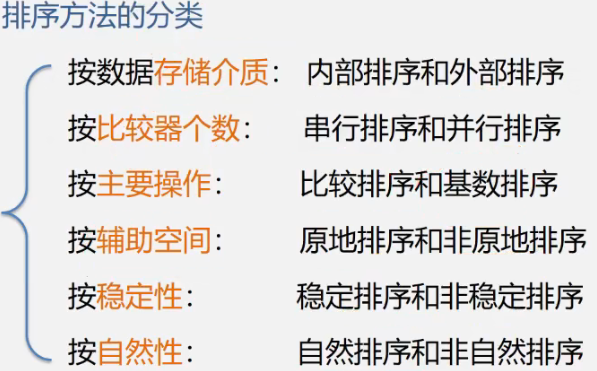 排序方法的分类
按数据存储介质： 内部排序和外部排序
按比较器个数： 串行排序和并行排序
按主要操作： 比较排序和基数排序
按辅助空间： 原地排序和非原地排序
按稳定性： 稳定排序和非稳定排序
按自然性： 自然排序和非自然排序